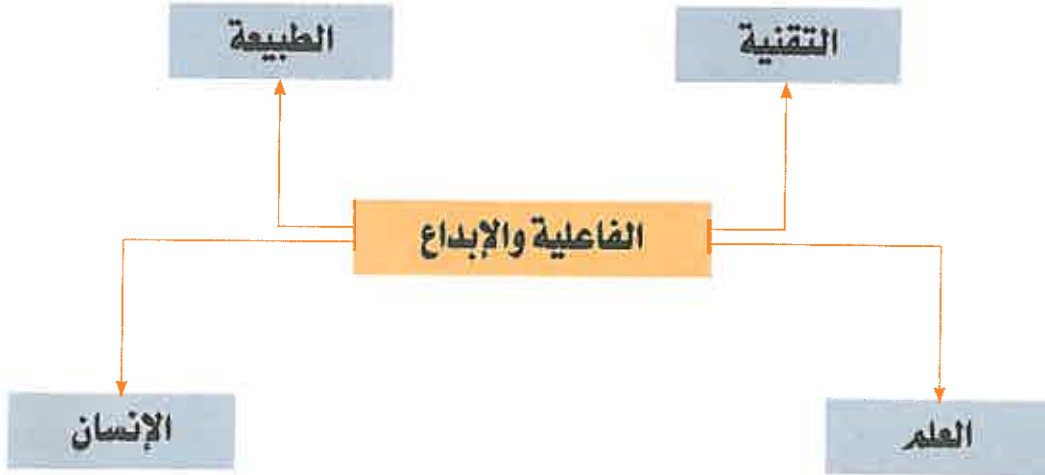 التقنية
الطبيعة
الفاعلية والإبداع
العلم
الإنسان